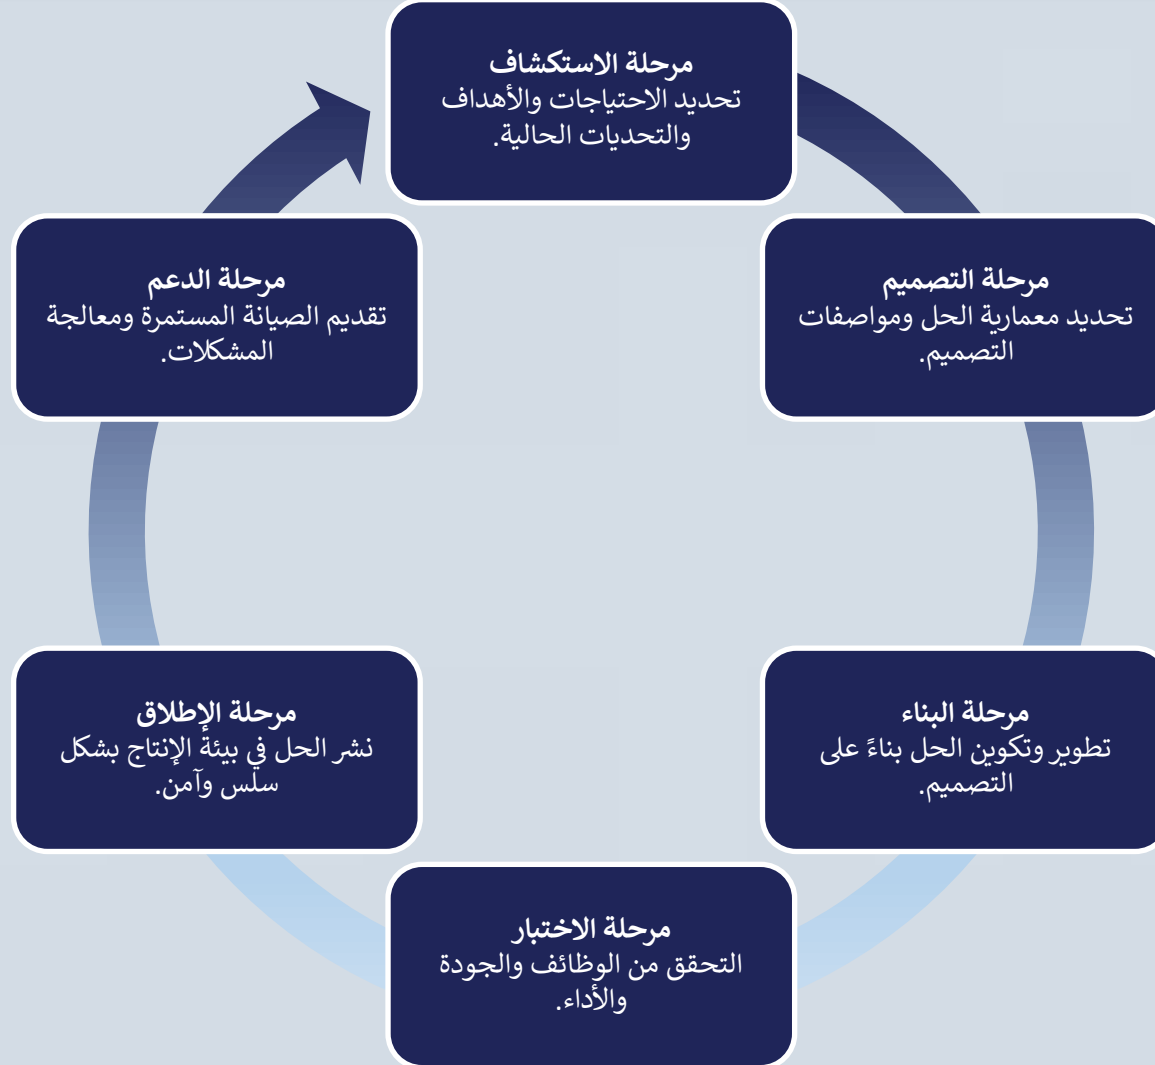 مرحلة الاستكشاف
تحديد الاحتياجات والأهداف
والتحديات الحالية.
مرحلة التصميم
تحديد معمارية الحل ومواصفات
التصميم.
مرحلة البناء
تطوير وتكوين الحل بناءً على
التصميم.
مرحلة الاختبار
التحقق من الوظائف والجودة
والأداء.
مرحلة الإطلاق
نشر الحل في بيئة الإنتاج بشكل
سلس وآمن.
مرحلة الدعم
تقديم الصيانة المستمرة ومعالجة
المشكلات.